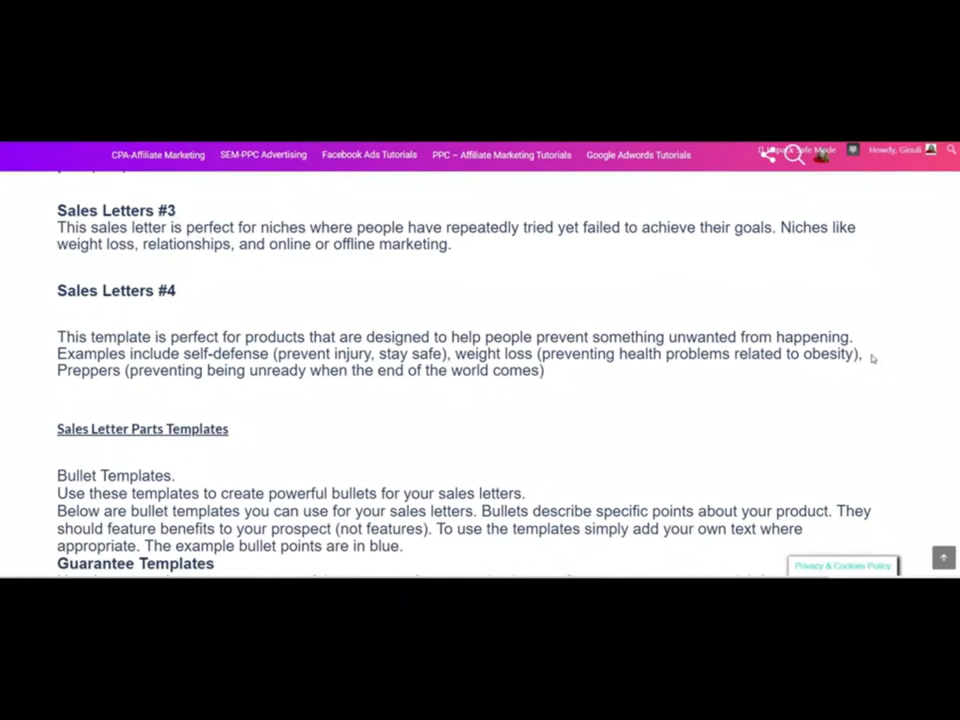 CPA-Affiliate Marketing SEM-PPC Advertising Facebook Ads Tutorials PPC – Affiliate Marketing Tutorials Google Adwords Tutorials Safe Mode Howdy, Giouli
Sales Letters #3
This sales letter is perfect for niches where people have repeatedly tried yet failed to achieve their goals. Niches like
weight loss, relationships, and online or offline marketing.
Sales Letters #4
This template is perfect for products that are designed to help people prevent something unwanted from happening.
Examples include self-defense (prevent injury, stay safe), weight loss (preventing health problems related to obesity),
Preppers (preventing being unready when the end of the world comes)
Sales Letter Parts Templates
Bullet Templates.
Use these templates to create powerful bullets for your sales letters.
Below are bullet templates you can use for your sales letters. Bullets describe specific points about your product. They
should feature benefits to your prospect (not features). To use the templates simply add your own text where
appropriate. The example bullet points are in blue.
Guarantee Templates
Privacy & Cookies Policy